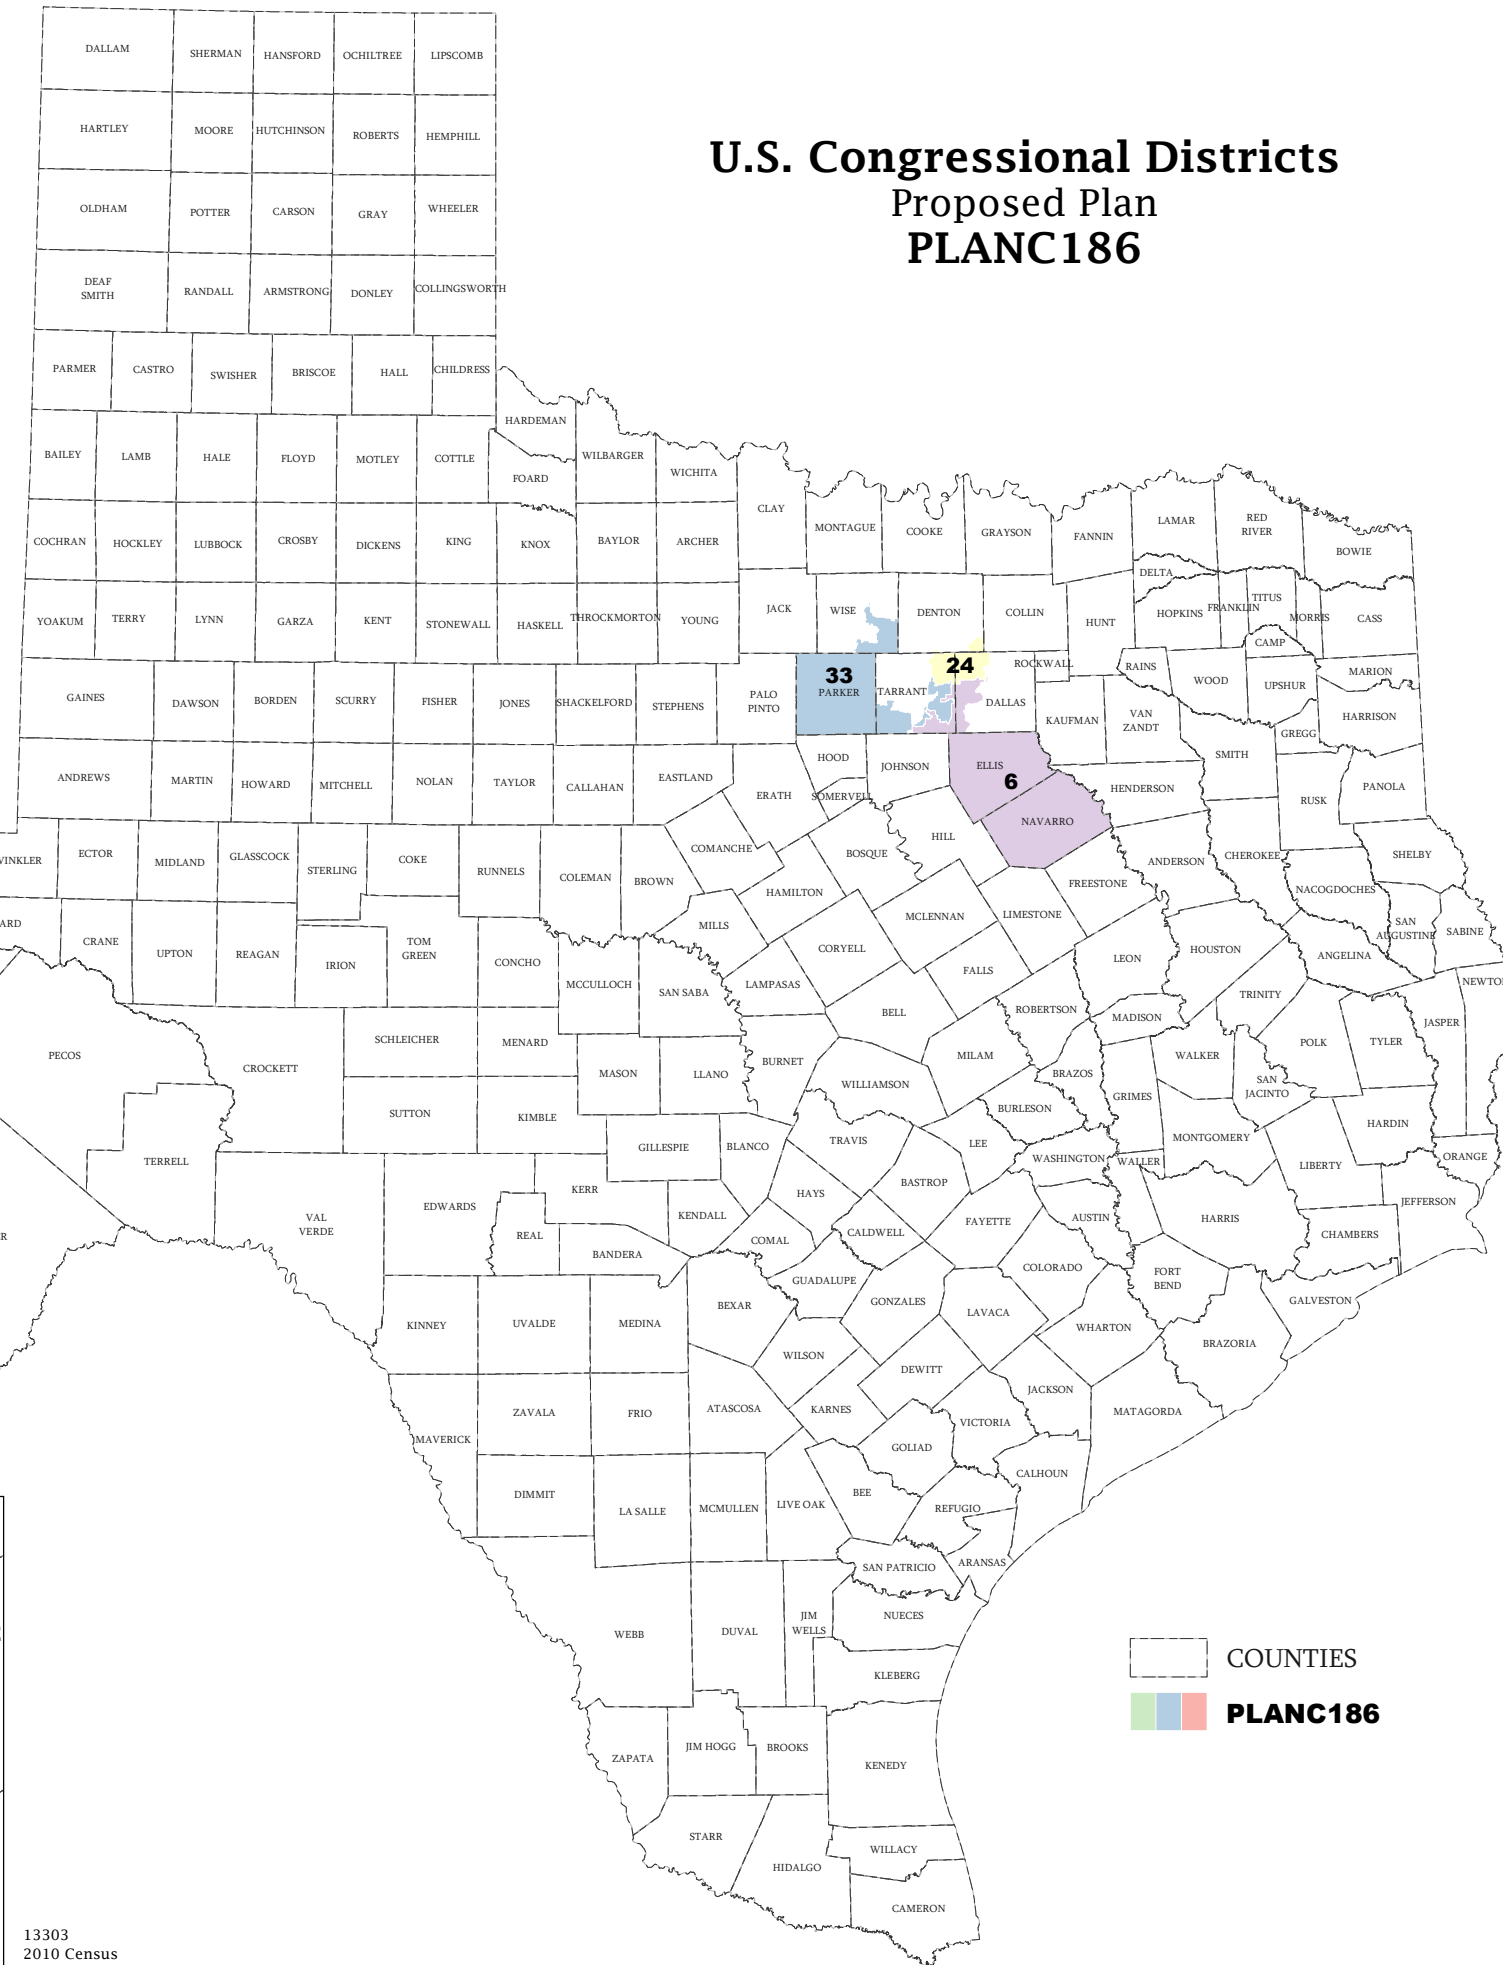 U.S. Congressional Districts
Proposed Plan
PLANC186
DALLAM
SHERMAN
HANSFORD
OCHILTREE
LIPSCOMB
HARTLEY
MOORE
HUTCHINSON
ROBERTS
HEMPHILL
OLDHAM
POTTER
CARSON
GRAY
WHEELER
DEAF
SMITH
RANDALL
ARMSTRONG
DONLEY
COLLINGSWORTH
PARMER
CASTRO
SWISHER
BRISCOE
HALL
CHILDRESS
HARDEMAN
BAILEY
LAMB
HALE
FLOYD
MOTLEY
COTTLE
FOARD
WILBARGER
WICHITA
CLAY
MONTAGUE
COOKE
GRAYSON
FANNIN
LAMAR
RED
RIVER
BOWIE
COCHRAN
HOCKLEY
LUBBOCK
CROSBY
DICKENS
KING
KNOX
BAYLOR
ARCHER
DELTA
YOAKUM
TERRY
LYNN
GARZA
KENT
STONEWALL
HASKELL
THROCKMORTON
YOUNG
JACK
WISE
DENTON
COLLIN
HUNT
HOPKINS
FRANKLIN
TITUS
MORRIS
CASS
CAMP
GAINES
DAWSON
BORDEN
SCURRY
FISHER
JONES
SHACKELFORD
STEPHENS
PALO
PINTO
33
PARKER
TARRANT
24
DALLAS
ROCKWALL
KAUFMAN
RAINS
VAN
ZANDT
WOOD
UPSHUR
MARION
HARRISON
GREGG
SMITH
ANDREWS
MARTIN
HOWARD
MITCHELL
NOLAN
TAYLOR
CALLAHAN
EASTLAND
ERATH
HOOD
SOMERVELL
JOHNSON
ELLIS
6
NAVARRO
HENDERSON
RUSK
PANOLA
WINKLER
ECTOR
MIDLAND
GLASSCOCK
STERLING
COKE
RUNNELS
COLEMAN
BROWN
COMANCHE
HAMILTON
BOSQUE
HILL
FREESTONE
ANDERSON
CHEROKEE
NACOGDOCHES
SHELBY
ARD
CRANE
UPTON
REAGAN
IRION
TOM
GREEN
CONCHO
MCCULLOCH
SAN SABA
MILLS
LAMPASAS
CORYELL
MCLENNAN
LIMESTONE
FALLS
LEON
HOUSTON
ANGELINA
SAN
AUGUSTINE
SABINE
NEWTO
PECOS
CROCKETT
SCHLEICHER
MENARD
MASON
LLANO
BURNET
BELL
WILLIAMSON
MILAM
ROBERTSON
BRAZOS
MADISON
WALKER
TRINITY
POLK
TYLER
JASPER
TERRELL
SUTTON
KIMBLE
GILLESPIE
BLANCO
TRAVIS
LEE
BURLESON
GRIMES
SAN
JACINTO
MONTGOMERY
HARDIN
LIBERTY
ORANGE
JEFFERSON
R
VAL
VERDE
EDWARDS
REAL
KERR
BANDERA
KENDALL
HAYS
COMAL
BASTROP
CALDWELL
FAYETTE
WASHINGTON
WALLER
AUSTIN
HARRIS
CHAMBERS
COLORADO
FORT
BEND
GALVESTON
KINNEY
UVALDE
MEDINA
BEXAR
GUADALUPE
GONZALES
LAVACA
WHARTON
BRAZORIA
WILSON
MAVERICK
ZAVALA
FRIO
ATASCOSA
KARNES
DEWITT
VICTORIA
JACKSON
MATAGORDA
GOLIAD
CALHOUN
DIMMIT
LA SALLE
MCMULLEN
LIVE OAK
BEE
REFUGIO
SAN PATRICIO
ARANSAS
WEBB
DUVAL
JIM
WELLS
NUECES
KLEBERG
ZAPATA
JIM HOGG
BROOKS
KENEDY
STARR
HIDALGO
WILLACY
CAMERON
COUNTIES
PLANC186
13303
2010 Census